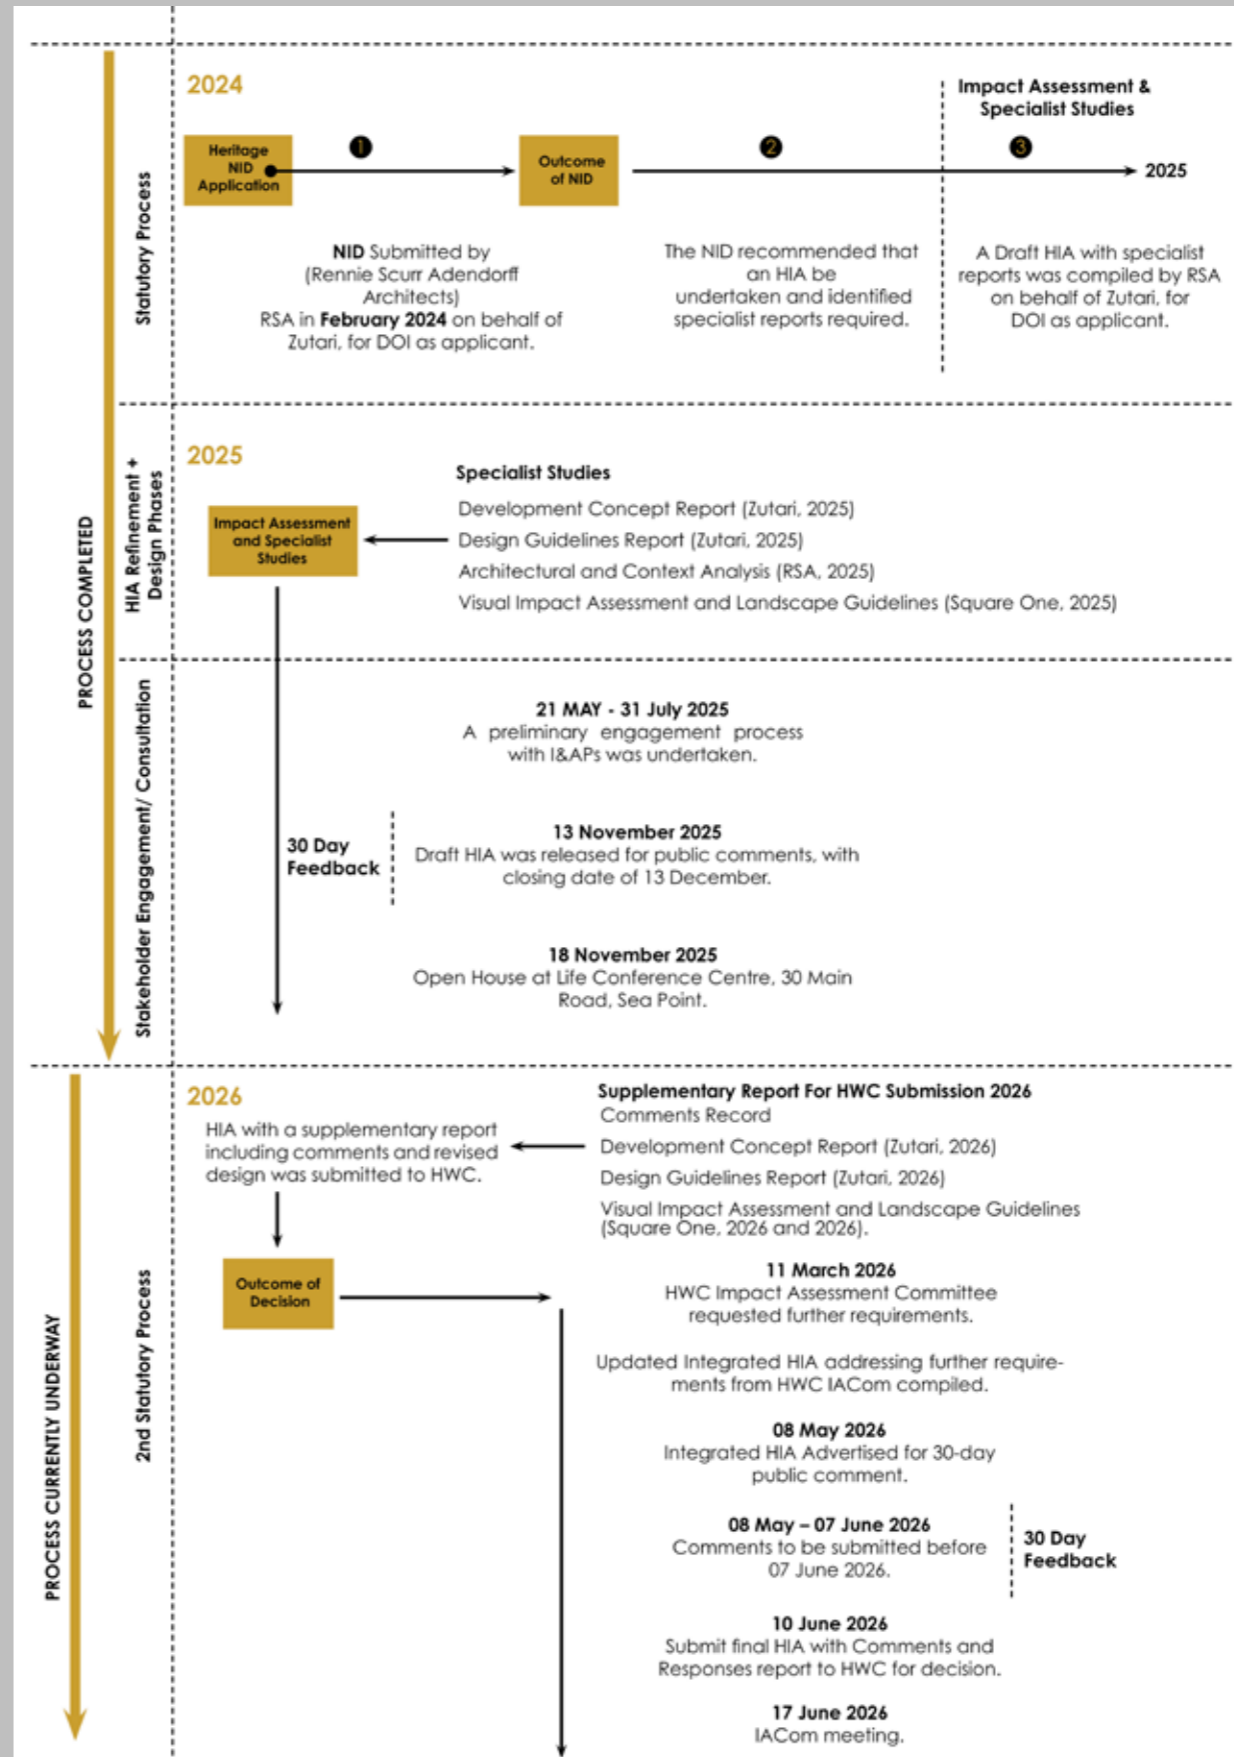 2024
Impact Assessment &
Specialist Studies
Statutory Process
Heritage
NID
Application
1
Outcome
of NID
2
3
2025
NID Submitted by
(Rennie Scurr Adendorff
Architects)
RSA in February 2024 on behalf of
Zutari, for DOI as applicant.
The NID recommended that
an HIA be
undertaken and identified
specialist reports required.
A Draft HIA with specialist
reports was compiled by RSA
on behalf of Zutari, for
DOI as applicant.
PROCESS COMPLETED
HIA Refinement +
Design Phases
2025
Specialist Studies
Impact Assessment
and Specialist
Studies
Development Concept Report (Zutari, 2025)
Design Guidelines Report (Zutari, 2025)
Architectural and Context Analysis (RSA, 2025)
Visual Impact Assessment and Landscape Guidelines (Square One, 2025)
Stakeholder Engagement/ Consultation
21 MAY - 31 July 2025
A preliminary engagement process
with I&APs was undertaken.
30 Day
Feedback
13 November 2025
Draft HIA was released for public comments, with
closing date of 13 December.
18 November 2025
Open House at Life Conference Centre, 30 Main
Road, Sea Point.
PROCESS CURRENTLY UNDERWAY
2nd Statutory Process
2026
HIA with a supplementary report
including comments and revised
design was submitted to HWC.
Supplementary Report For HWC Submission 2026
Comments Record
Development Concept Report (Zutari, 2026)
Design Guidelines Report (Zutari, 2026)
Visual Impact Assessment and Landscape Guidelines
(Square One, 2026 and 2026).
Outcome of
Decision
11 March 2026
HWC Impact Assessment Committee
requested further requirements.
Updated Integrated HIA addressing further require-
ments from HWC IACom compiled.
08 May 2026
Integrated HIA Advertised for 30-day
public comment.
08 May – 07 June 2026
Comments to be submitted before
07 June 2026.
30 Day
Feedback
10 June 2026
Submit final HIA with Comments and
Responses report to HWC for decision.
17 June 2026
IACom meeting.